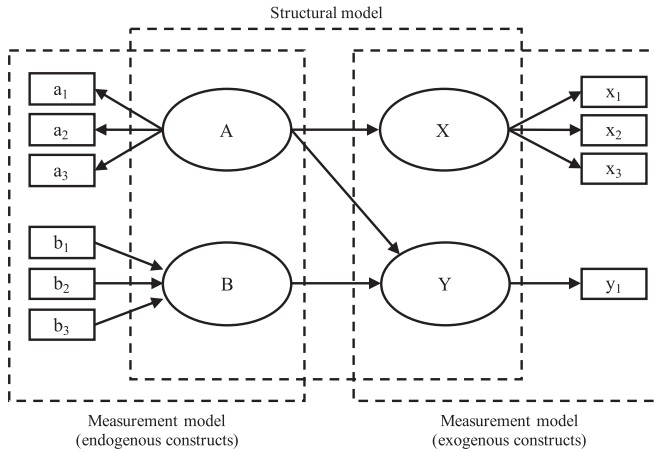 Structural model
a₁
a₂
a₃
A
X
x₁
x₂
x₃
b₁
b₂
b₃
B
Y
y₁
Measurement model
(endogenous constructs)
Measurement model
(exogenous constructs)